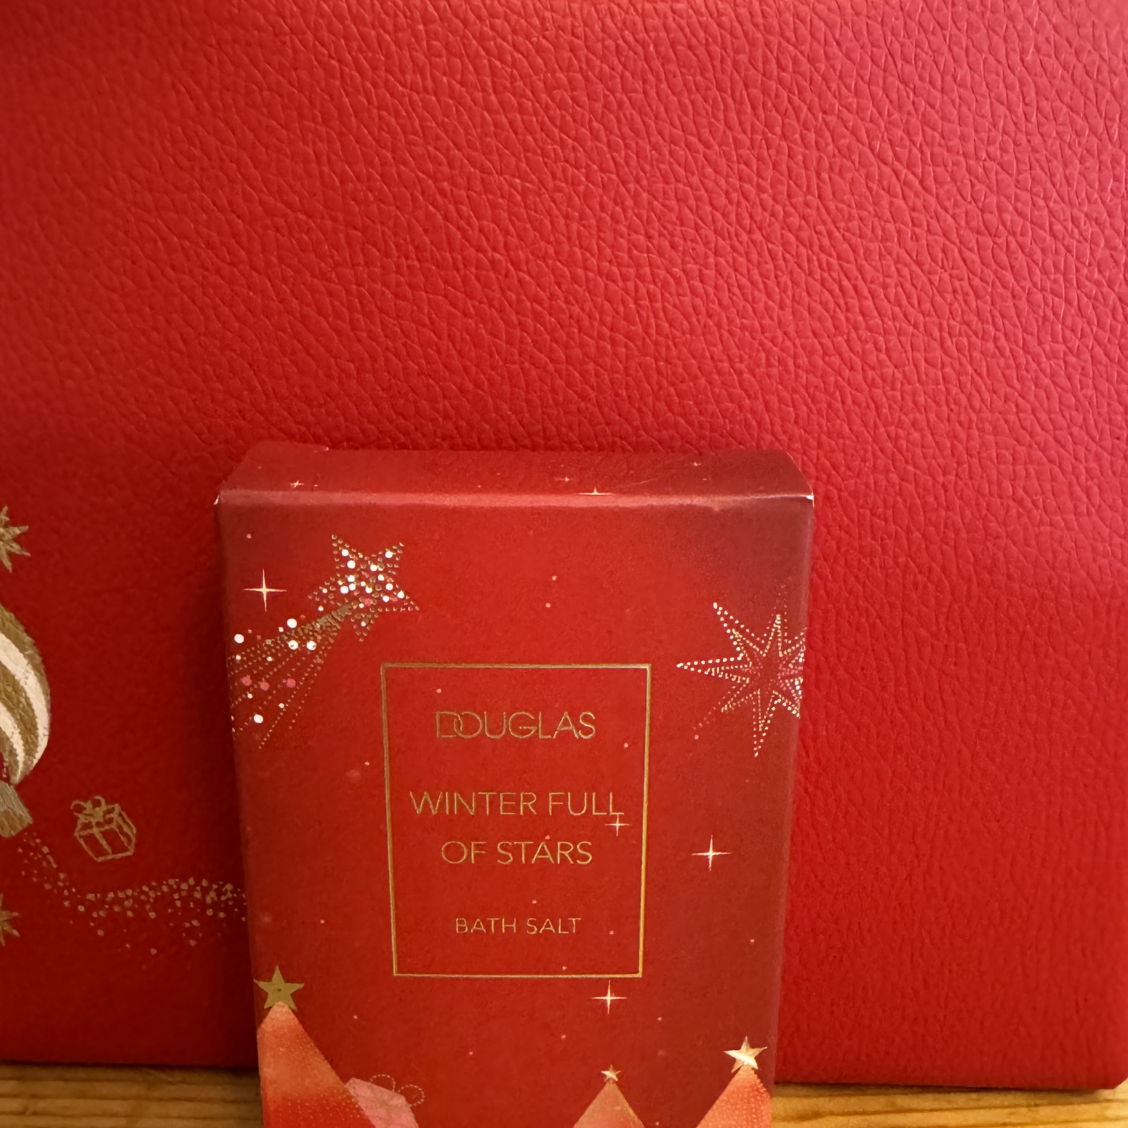 DOUGLAS
WINTER FULL
OF STARS
BATH SALT